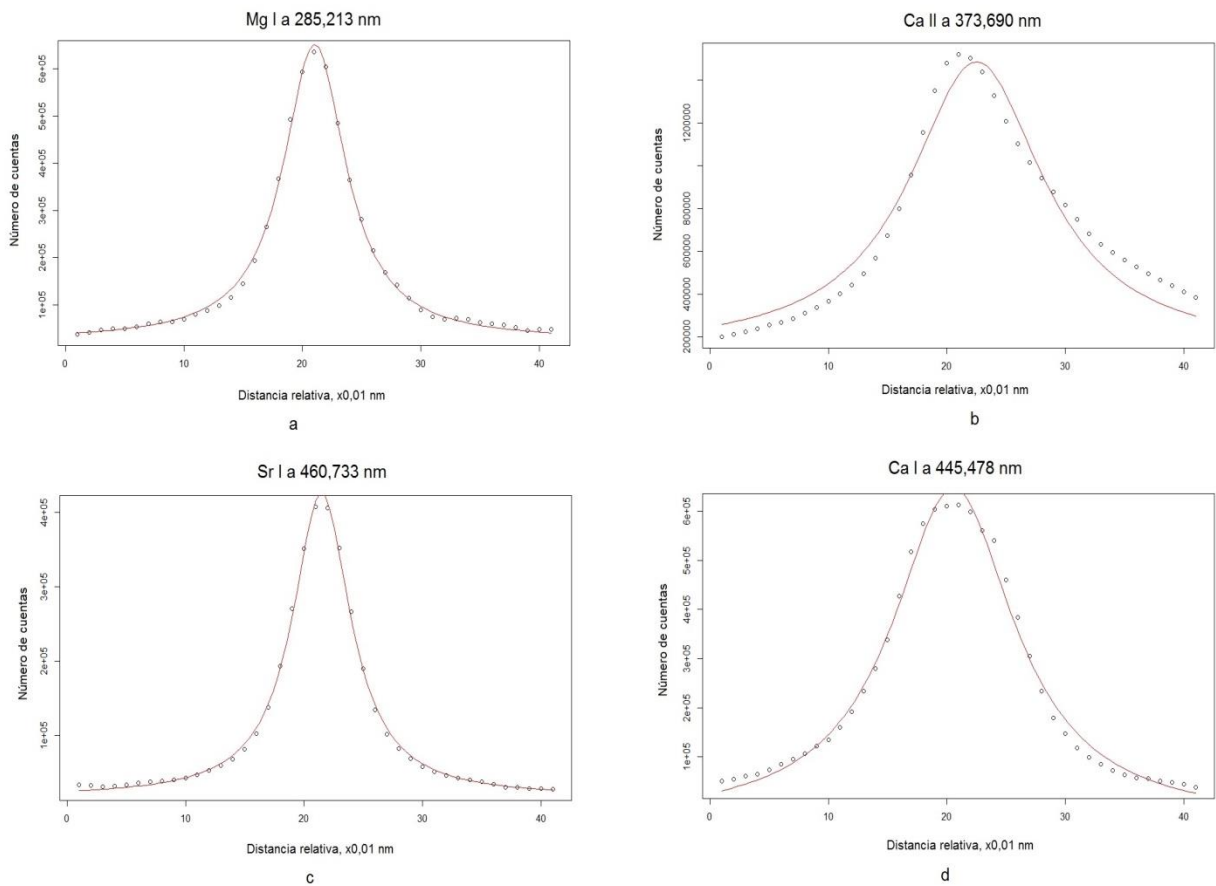 Mg I a 285,213 nm
Número de cuentas
6e+05
5e+05
4e+05
3e+05
2e+05
1e+05
0 10 20 30 40
Distancia relativa, x0,01 nm
a
Ca II a 373,690 nm
Número de cuentas
1200000
800000
600000
400000
200000
0 10 20 30 40
Distancia relativa, x0,01 nm
b
Sr I a 460,733 nm
Número de cuentas
4e+05
3e+05
2e+05
1e+05
0 10 20 30 40
Distancia relativa, x0,01 nm
c
Ca I a 445,478 nm
Número de cuentas
6e+05
5e+05
4e+05
3e+05
2e+05
1e+05
0 10 20 30 40
Distancia relativa, x0,01 nm
d